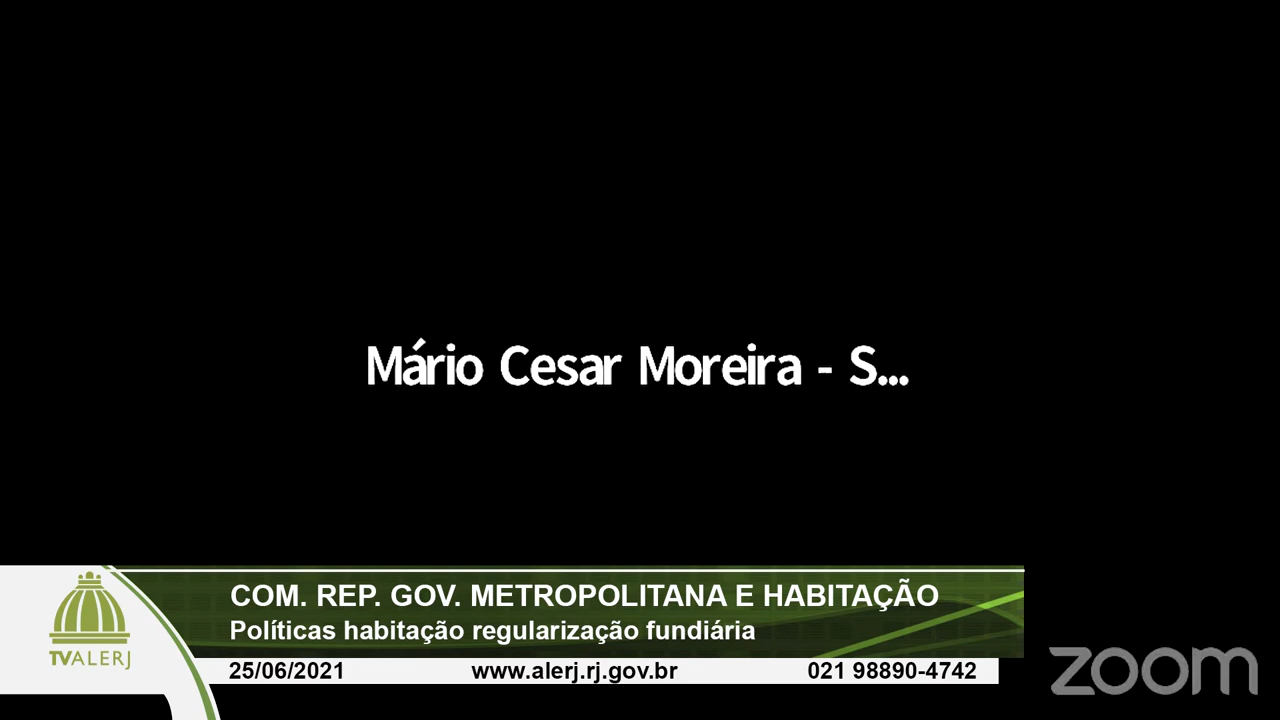 Mário Cesar Moreira - S...
COM. REP. GOV. METROPOLITANA E HABITAÇÃO
Políticas habitação regularização fundiária
TVALERJ
25/06/2021 www.alerj.rj.gov.br 021 98890-4742
zoom